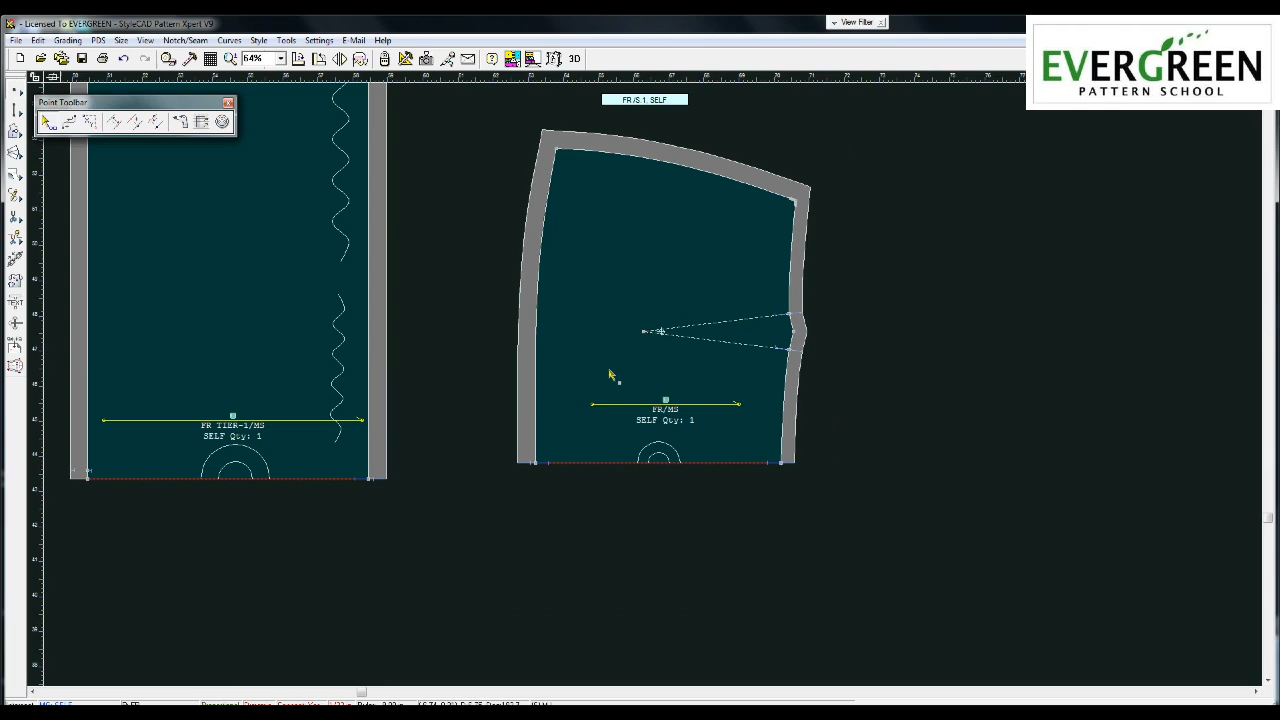 - Licensed To EVERGREEN - StyleCAD Pattern Xpert V9
View Filter
File Edit Grading PDS Size View Notch/Seam Curves Style Tools Settings E-Mail Help
64%
3D
EVERGREEN
PATTERN SCHOOL
Point Toolbar
FR /S.1. SELF
TEXT
FR TIER-1/MS
SELF Qty: 1
FR/MS
SELF Qty: 1